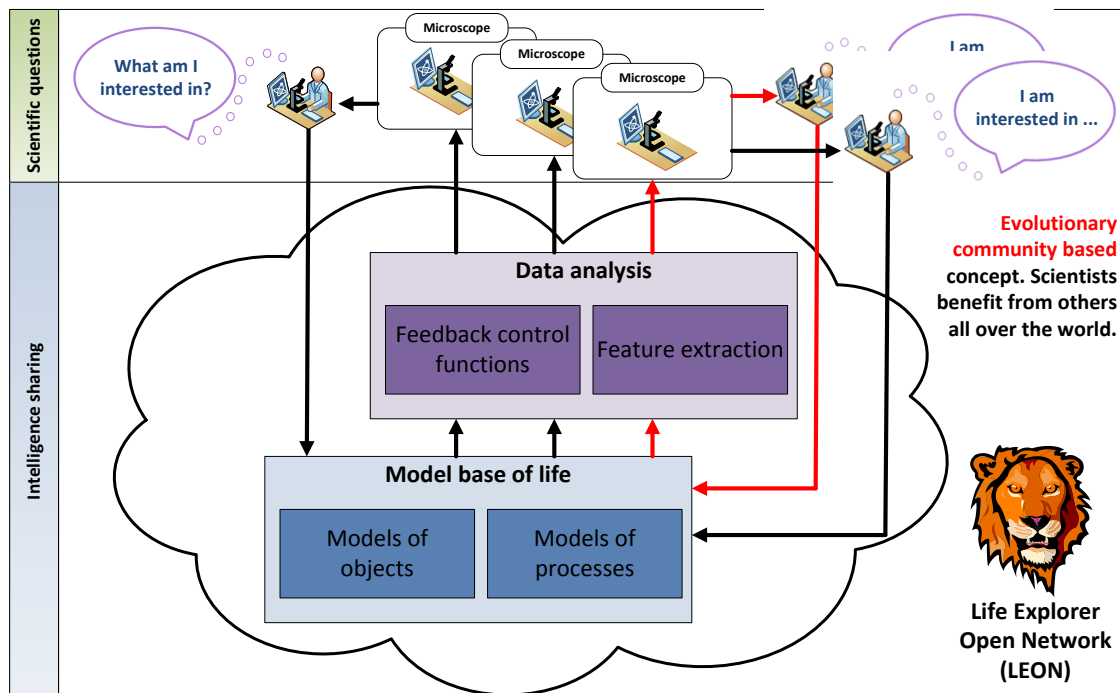 Scientific questions
Intelligence sharing
What am I
interested in?
Microscope
Microscope
Microscope
I am
I am
interested in ...
Evolutionary
community based
concept. Scientists
benefit from others
all over the world.
Data analysis
Feedback control
functions
Feature extraction
Model base of life
Models of
objects
Models of
processes
Life Explorer
Open Network
(LEON)